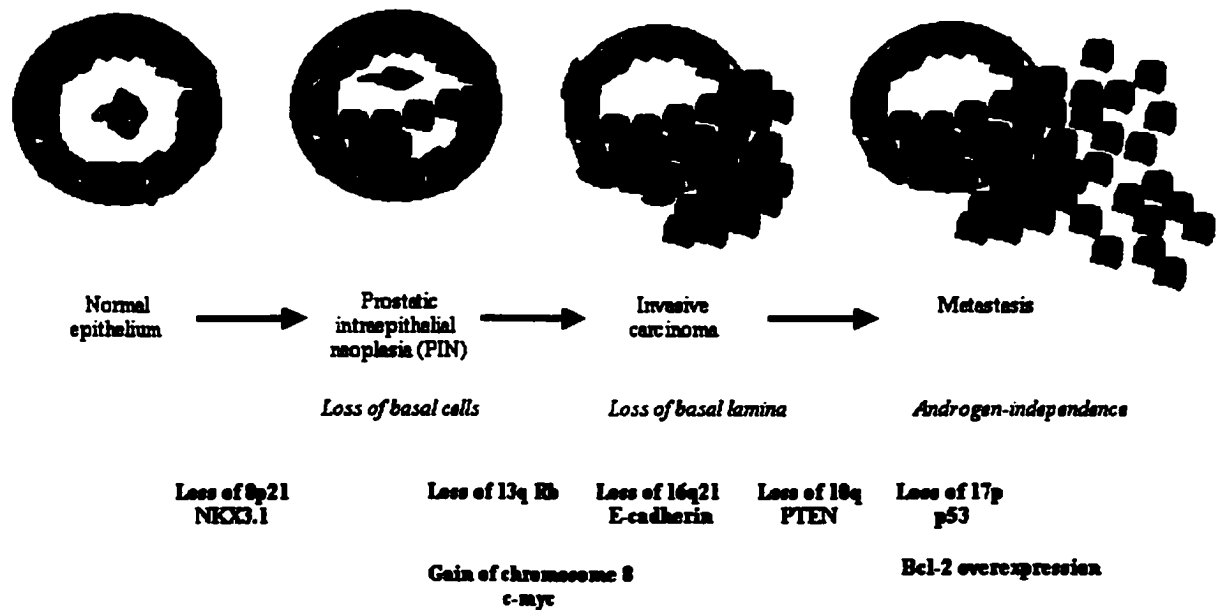 Normal
epithelium
Prostatic
intraepithelial
neoplasia (PIN)
Invasive
carcinoma
Metastasis
Loss of basal cells
Loss of basal lamina
Androgen-independence
Loss of 8p21
NKX3.1
Loss of 13q Rb
Loss of 16q21
E-cadherin
Loss of 10q
PTEN
Loss of 17p
p53
Gain of chromosome 8
c-myc
Bcl-2 overexpression